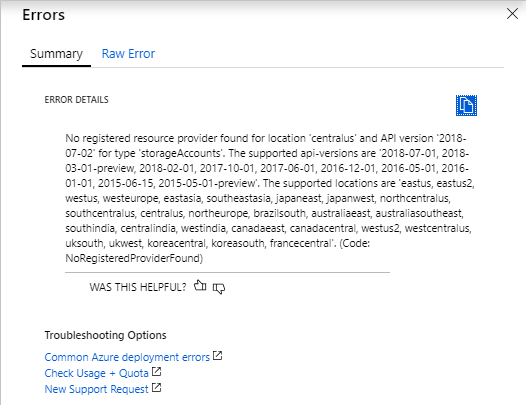 Errors
Summary Raw Error
ERROR DETAILS
No registered resource provider found for location 'centralus' and API version '2018-
07-02' for type 'storageAccounts'. The supported api-versions are '2018-07-01, 2018-
03-01-preview, 2018-02-01, 2017-10-01, 2017-06-01, 2016-12-01, 2016-05-01, 2016-
01-01, 2015-06-15, 2015-05-01-preview'. The supported locations are 'eastus, eastus2,
westus, westeurope, eastasia, southeastasia, japaneast, japanwest, northcentralus,
southcentralus, centralus, northeurope, brazilsouth, australiaeast, australiasoutheast,
southindia, centralindia, westindia, canadaeast, canadacentral, westus2, westcentralus,
uksouth, ukwest, koreacentral, koreasouth, francecentral'. (Code:
NoRegisteredProviderFound)
WAS THIS HELPFUL?
Troubleshooting Options
Common Azure deployment errors
Check Usage + Quota
New Support Request